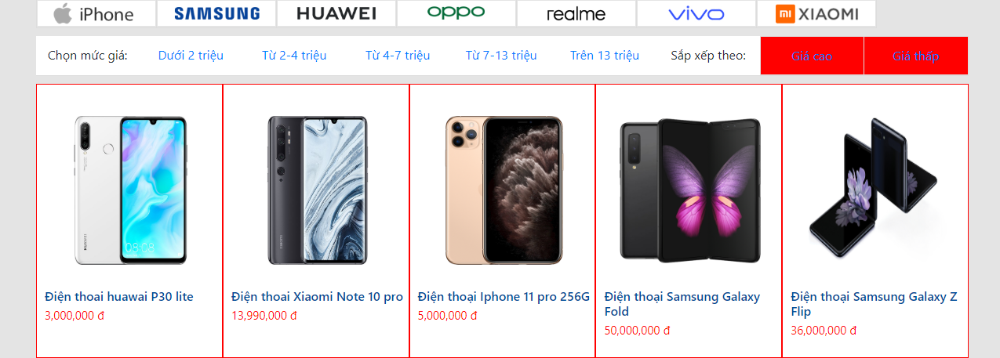 iPhone
SAMSUNG
HUAWEI
oppo
realme
vivo
mi XIAOMI
Chọn mức giá: Dưới 2 triệu Từ 2-4 triệu Từ 4-7 triệu Từ 7-13 triệu Trên 13 triệu Sắp xếp theo: Giá cao Giá thấp
HUAWEI
08:08
Điện thoai huawai P30 lite
3,000,000 đ
Điện thoai Xiaomi Note 10 pro
13,990,000 đ
Điện thoại Iphone 11 pro 256G
5,000,000 đ
Điện thoại Samsung Galaxy
Fold
50,000,000 đ
Điện thoại Samsung Galaxy Z
Flip
36,000,000 đ